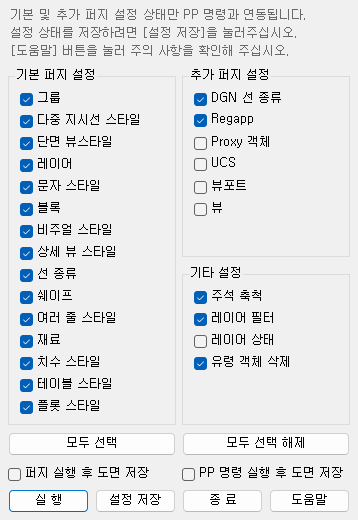 기본 및 추가 퍼지 설정 상태만 PP 명령과 연동됩니다.
설정 상태를 저장하려면 [설정 저장]을 눌러주십시오.
[도움말] 버튼을 눌러 주의 사항을 확인해 주십시오.
기본 퍼지 설정
그룹
다중 지시선 스타일
단면 뷰스타일
레이어
문자 스타일
블록
비주얼 스타일
상세 뷰 스타일
선 종류
쉐이프
여러 줄 스타일
재료
치수 스타일
테이블 스타일
플롯 스타일
추가 퍼지 설정
DGN 선 종류
Regapp
Proxy 객체
UCS
뷰포트
뷰
기타 설정
주석 축척
레이어 필터
레이어 상태
유령 객체 삭제
모두 선택
모두 선택 해제
퍼지 실행 후 도면 저장
PP 명령 실행 후 도면 저장
실 행
설정 저장
종 료
도움말